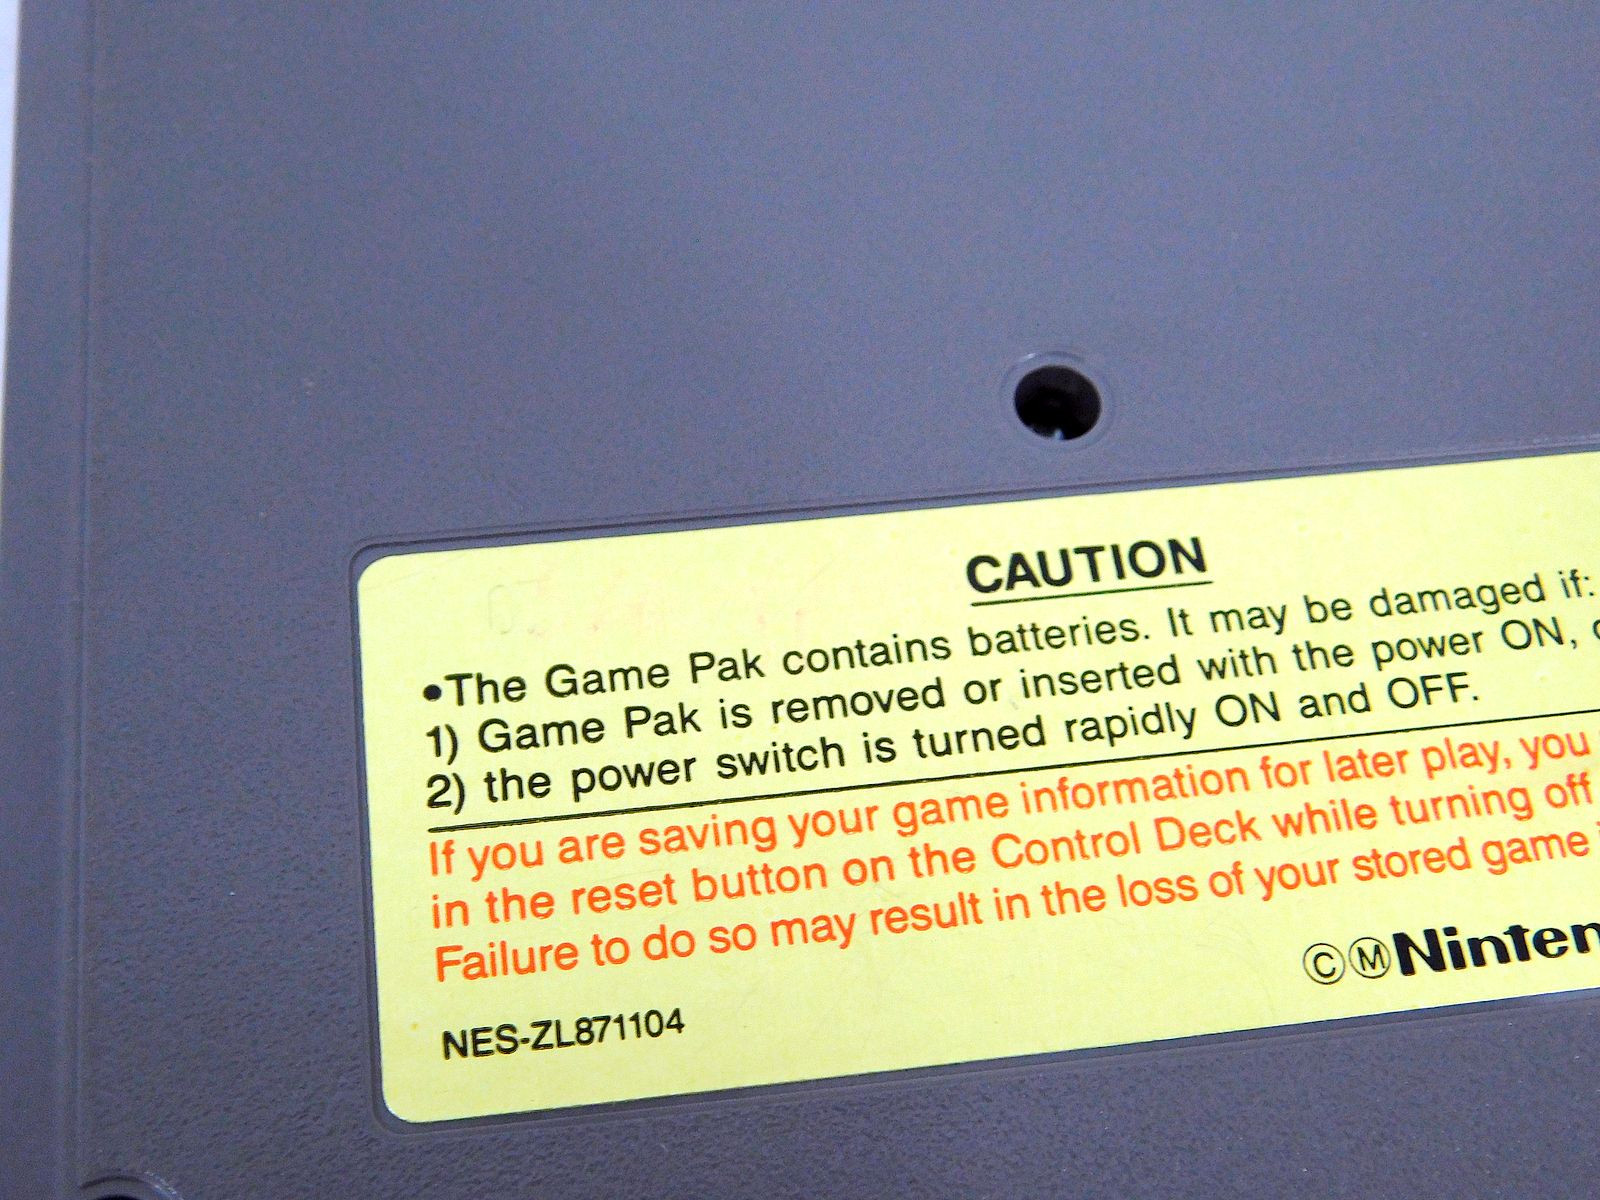 CAUTION
•The Game Pak contains batteries. It may be damaged if:
1) Game Pak is removed or inserted with the power ON,
2) the power switch is turned rapidly ON and OFF.
If you are saving your game information for later play, you
in the reset button on the Control Deck while turning off
Failure to do so may result in the loss of your stored game
ⒸⓂNinten
NES-ZL871104